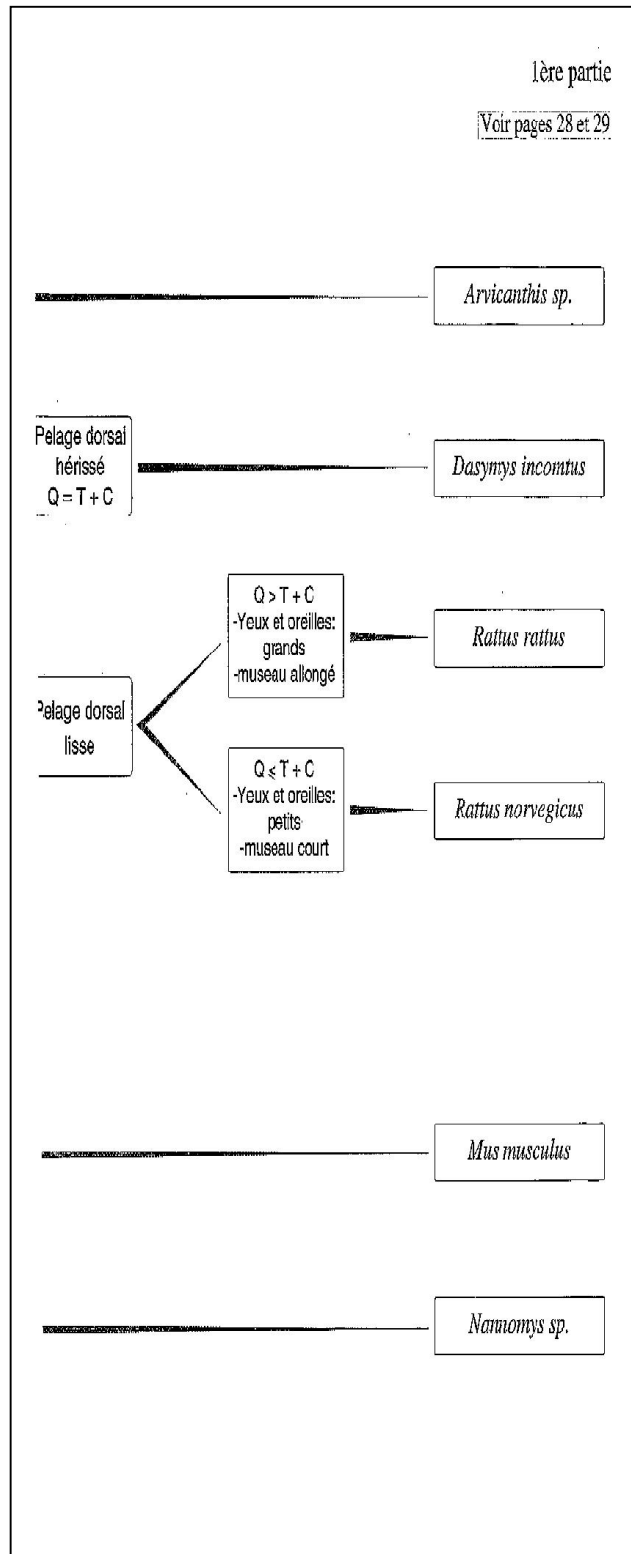 1ère partie
Voir pages 28 et 29
Arvicanthis sp.
Pelage dorsal
hérissé
Q = T + C
Dasymys incomtus
Q > T + C
-Yeux et oreilles:
grands
-museau allongé
Rattus rattus
Pelage dorsal
lisse
Q ⩽ T + C
-Yeux et oreilles:
petits
-museau court
Rattus norvegicus
Mus musculus
Nannomys sp.